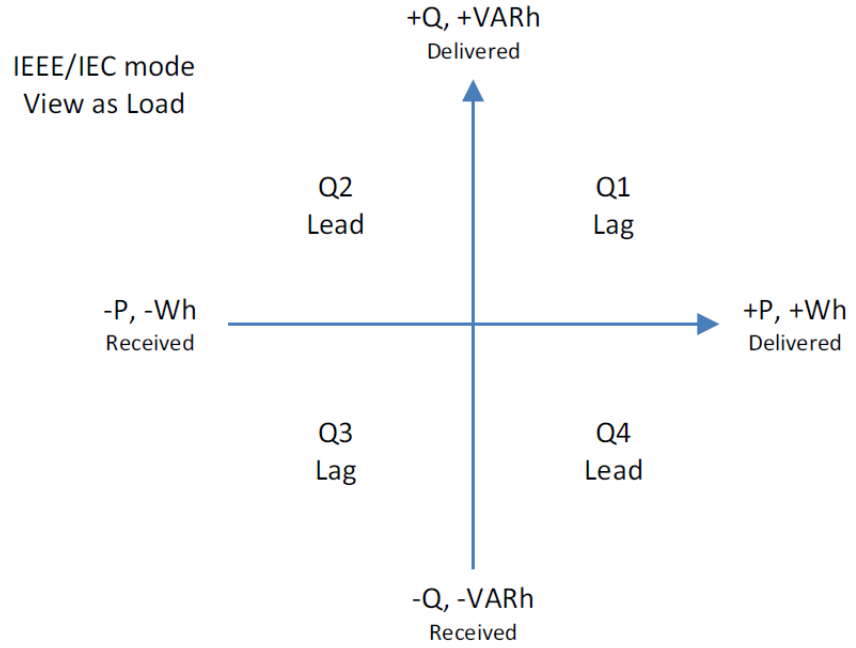 +Q, +VARh
Delivered
IEEE/IEC mode
View as Load
Q2
Lead
Q1
Lag
-P, -Wh
Received
+P, +Wh
Delivered
Q3
Lag
Q4
Lead
-Q, -VARh
Received